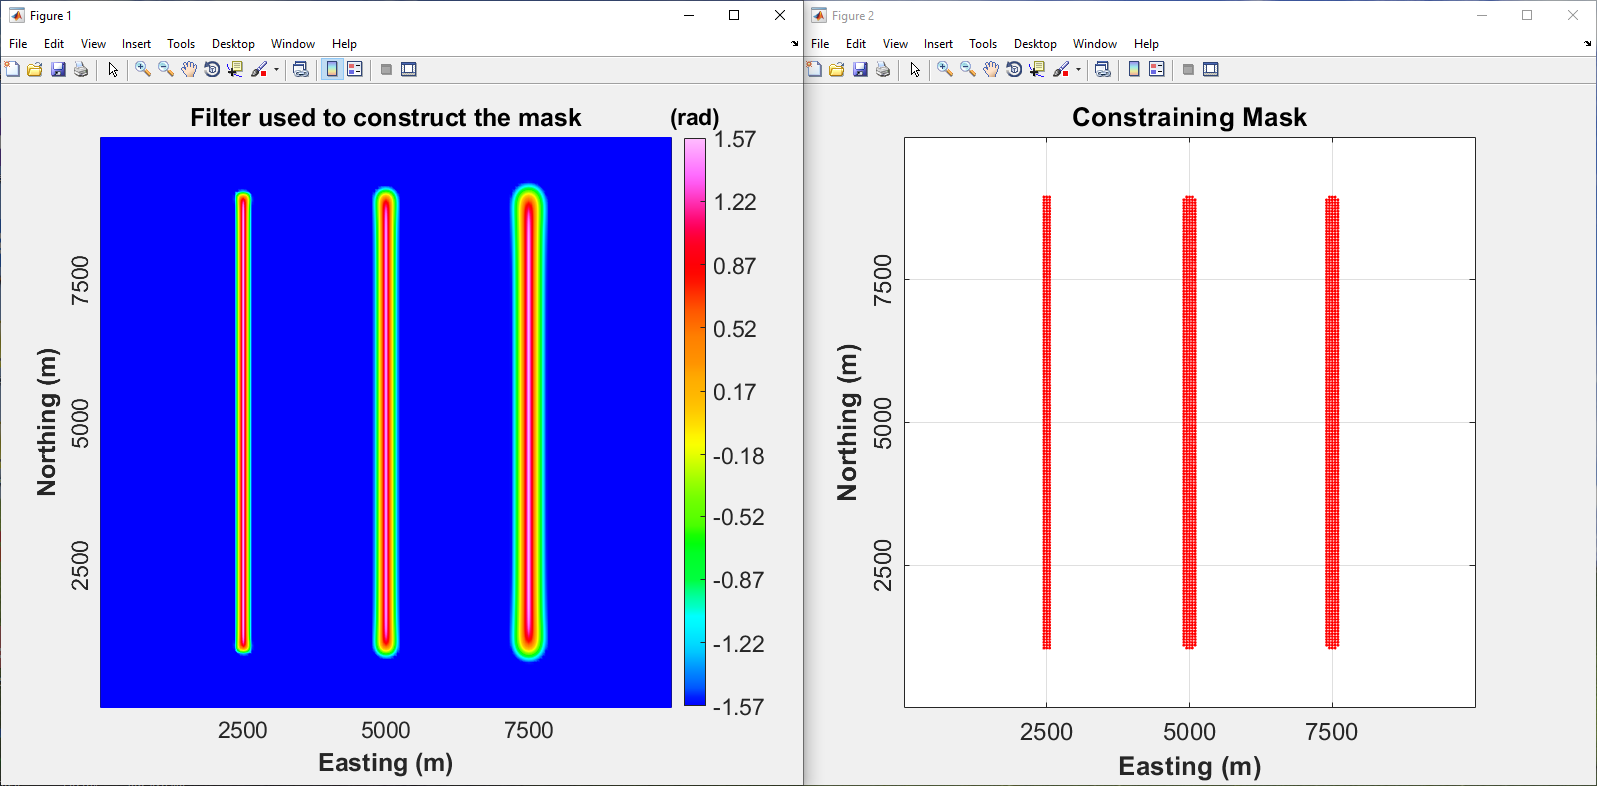 Figure 1
File Edit View Insert Tools Desktop Window Help
Filter used to construct the mask
(rad)
1.57
1.22
0.87
0.52
0.17
-0.18
-0.52
-0.87
-1.22
-1.57
7500
5000
2500
Northing (m)
2500 5000 7500
Easting (m)
Figure 2
File Edit View Insert Tools Desktop Window Help
Constraining Mask
7500
5000
2500
Northing (m)
2500 5000 7500
Easting (m)